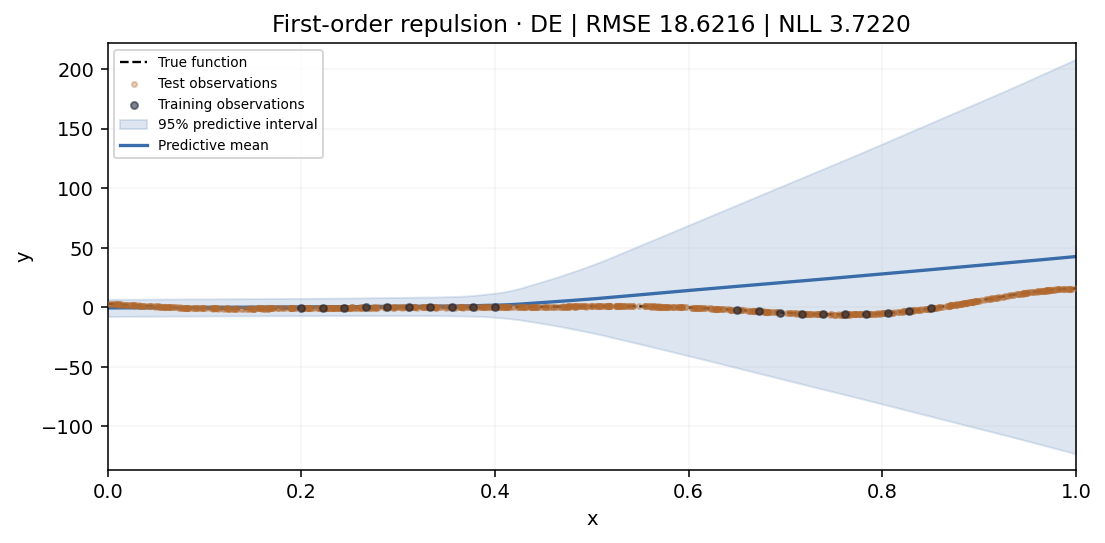 First-order repulsion · DE | RMSE 18.6216 | NLL 3.7220
True function
Test observations
Training observations
95% predictive interval
Predictive mean
200
150
100
50
0
−50
−100
y
0.0 0.2 0.4 0.6 0.8 1.0
x